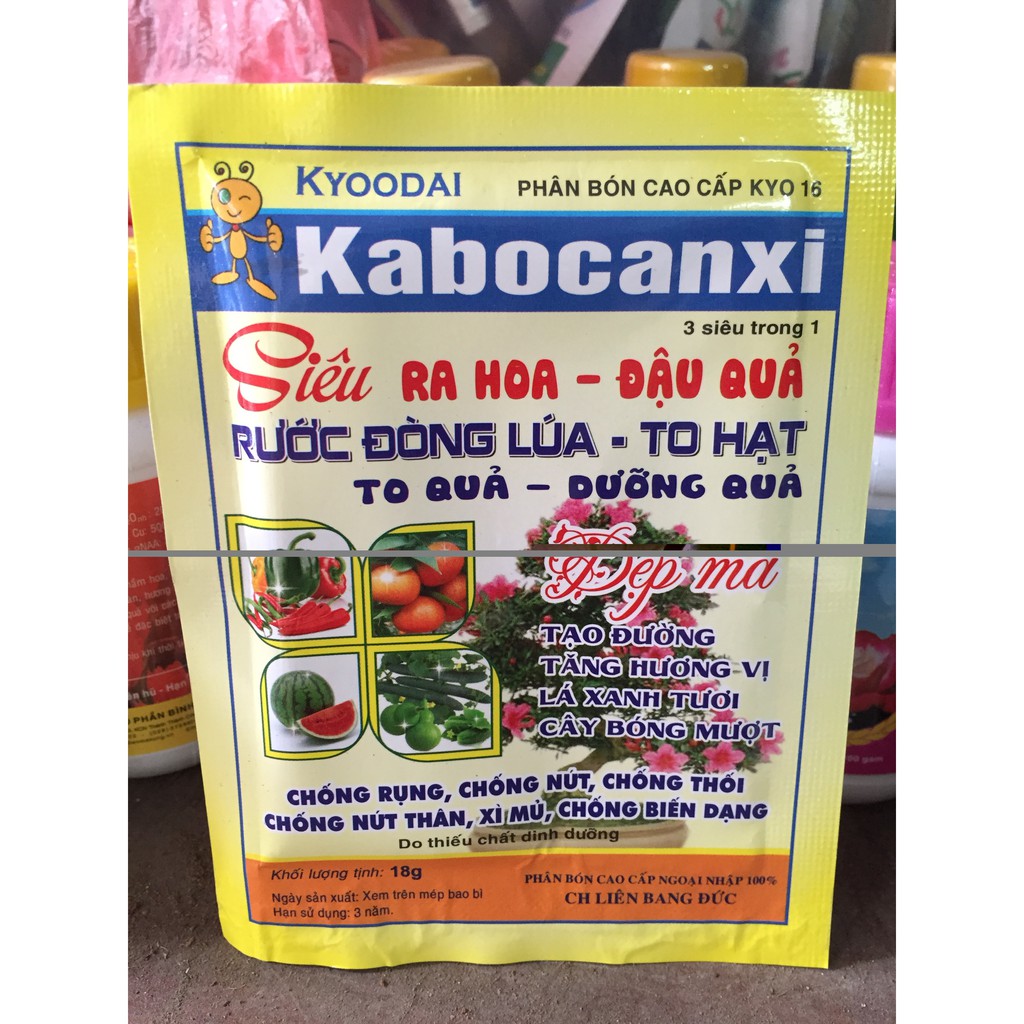 KYOODAI
PHÂN BÓN CAO CẤP KYO 16
Kabocanxi
3 siêu trong 1
Siêu RA HOA – ĐẬU QUẢ
RƯỚC ĐÒNG LÚA - TO HẠT
TO QUẢ – DƯỠNG QUẢ
Đẹp mã
TẠO ĐƯỜNG
TĂNG HƯƠNG VỊ
LÁ XANH TƯƠI
CÂY BÓNG MƯỢT
CHỐNG RỤNG, CHỐNG NÚT, CHỐNG THỐI
CHỐNG NÚT THÂN, XÌ MỦ, CHỐNG BIẾN DẠNG
Do thiếu chất dinh dưỡng
Khối lượng tịnh: 18g
Ngày sản xuất: Xem trên mép bao bì
Hạn sử dụng: 3 năm.
PHÂN BÓN CAO CẤP NGOẠI NHẬP 100%
CH LIÊN BANG ĐỨC